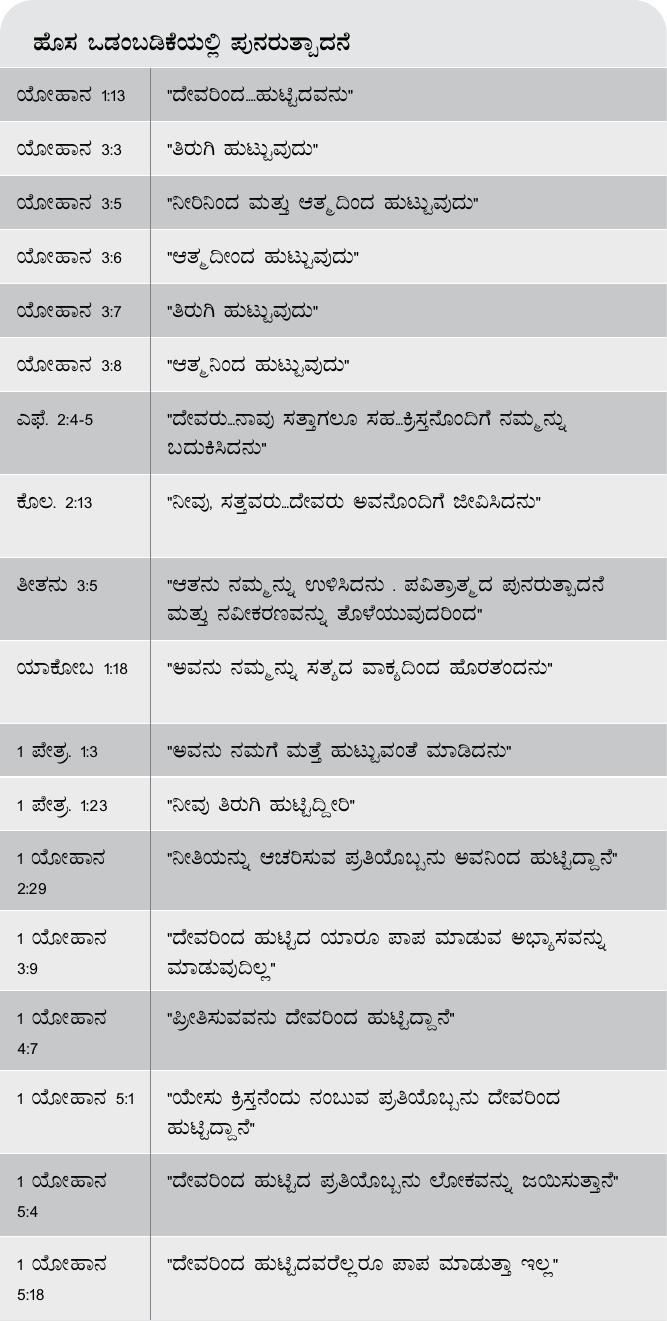 ಹೊಸ ಒಡಂಬಡಿಕೆಯಲ್ಲಿ ಪುನರುತ್ಪಾದನೆ
ಯೋಹಾನ 1:13 "ದೇವರಿಂದ...ಹುಟ್ಟಿದವನು"
ಯೋಹಾನ 3:3 "ತಿರುಗಿ ಹುಟ್ಟುವುದು"
ಯೋಹಾನ 3:5 "ನೀರಿನಿಂದ ಮತ್ತು ಆತ್ಮದಿಂದ ಹುಟ್ಟುವುದು"
ಯೋಹಾನ 3:6 "ಆತ್ಮದೀಂದ ಹುಟ್ಟುವುದು"
ಯೋಹಾನ 3:7 "ತಿರುಗಿ ಹುಟ್ಟುವುದು"
ಯೋಹಾನ 3:8 "ಆತ್ಮನಿಂದ ಹುಟ್ಟುವುದು"
ಎಫೆ. 2:4-5 "ದೇವರು...ನಾವು ಸತ್ತಾಗಲೂ ಸಹ...ಕ್ರಿಸ್ತನೊಂದಿಗೆ ನಮ್ಮನ್ನು
ಬದುಕಿಸಿದನು"
ಕೊಲ. 2:13 "ನೀವು, ಸತ್ತವರು...ದೇವರು ಅವನೊಂದಿಗೆ ಜೀವಿಸಿದನು"
ತೀತನು 3:5 "ಆತನು ನಮ್ಮನ್ನು ಉಳಿಸಿದನು . ಪವಿತ್ರಾತ್ಮದ ಪುನರುತ್ಪಾದನೆ
ಮತ್ತು ನವೀಕರಣವನ್ನು ತೊಳೆಯುವುದರಿಂದ"
ಯಾಕೋಬ 1:18 "ಅವನು ನಮ್ಮನ್ನು ಸತ್ಯದ ವಾಕ್ಯದಿಂದ ಹೊರತಂದನು"
1 ಪೇತ್ರ. 1:3 "ಅವನು ನಮಗೆ ಮತ್ತೆ ಹುಟ್ಟುವಂತೆ ಮಾಡಿದನು"
1 ಪೇತ್ರ. 1:23 "ನೀವು ತಿರುಗಿ ಹುಟ್ಟಿದ್ದೀರಿ"
1 ಯೋಹಾನ "ನೀತಿಯನ್ನು ಆಚರಿಸುವ ಪ್ರತಿಯೊಬ್ಬನು ಅವನಿಂದ ಹುಟ್ಟಿದ್ದಾನೆ"
2:29
1 ಯೋಹಾನ "ದೇವರಿಂದ ಹುಟ್ಟಿದ ಯಾರೂ ಪಾಪ ಮಾಡುವ ಅಭ್ಯಾಸವನ್ನು
3:9 ಮಾಡುವುದಿಲ್ಲ"
1 ಯೋಹಾನ "ಪ್ರೀತಿಸುವವನು ದೇವರಿಂದ ಹುಟ್ಟಿದ್ದಾನೆ"
4:7
1 ಯೋಹಾನ 5:1 "ಯೇಸು ಕ್ರಿಸ್ತನೆಂದು ನಂಬುವ ಪ್ರತಿಯೊಬ್ಬನು ದೇವರಿಂದ
ಹುಟ್ಟಿದ್ದಾನೆ"
1 ಯೋಹಾನ "ದೇವರಿಂದ ಹುಟ್ಟಿದ ಪ್ರತಿಯೊಬ್ಬನು ಲೋಕವನ್ನು ಜಯಿಸುತ್ತಾನೆ"
5:4
1 ಯೋಹಾನ "ದೇವರಿಂದ ಹುಟ್ಟಿದವರೆಲ್ಲರೂ ಪಾಪ ಮಾಡುತ್ತಾ ಇಲ್ಲ"
5:18